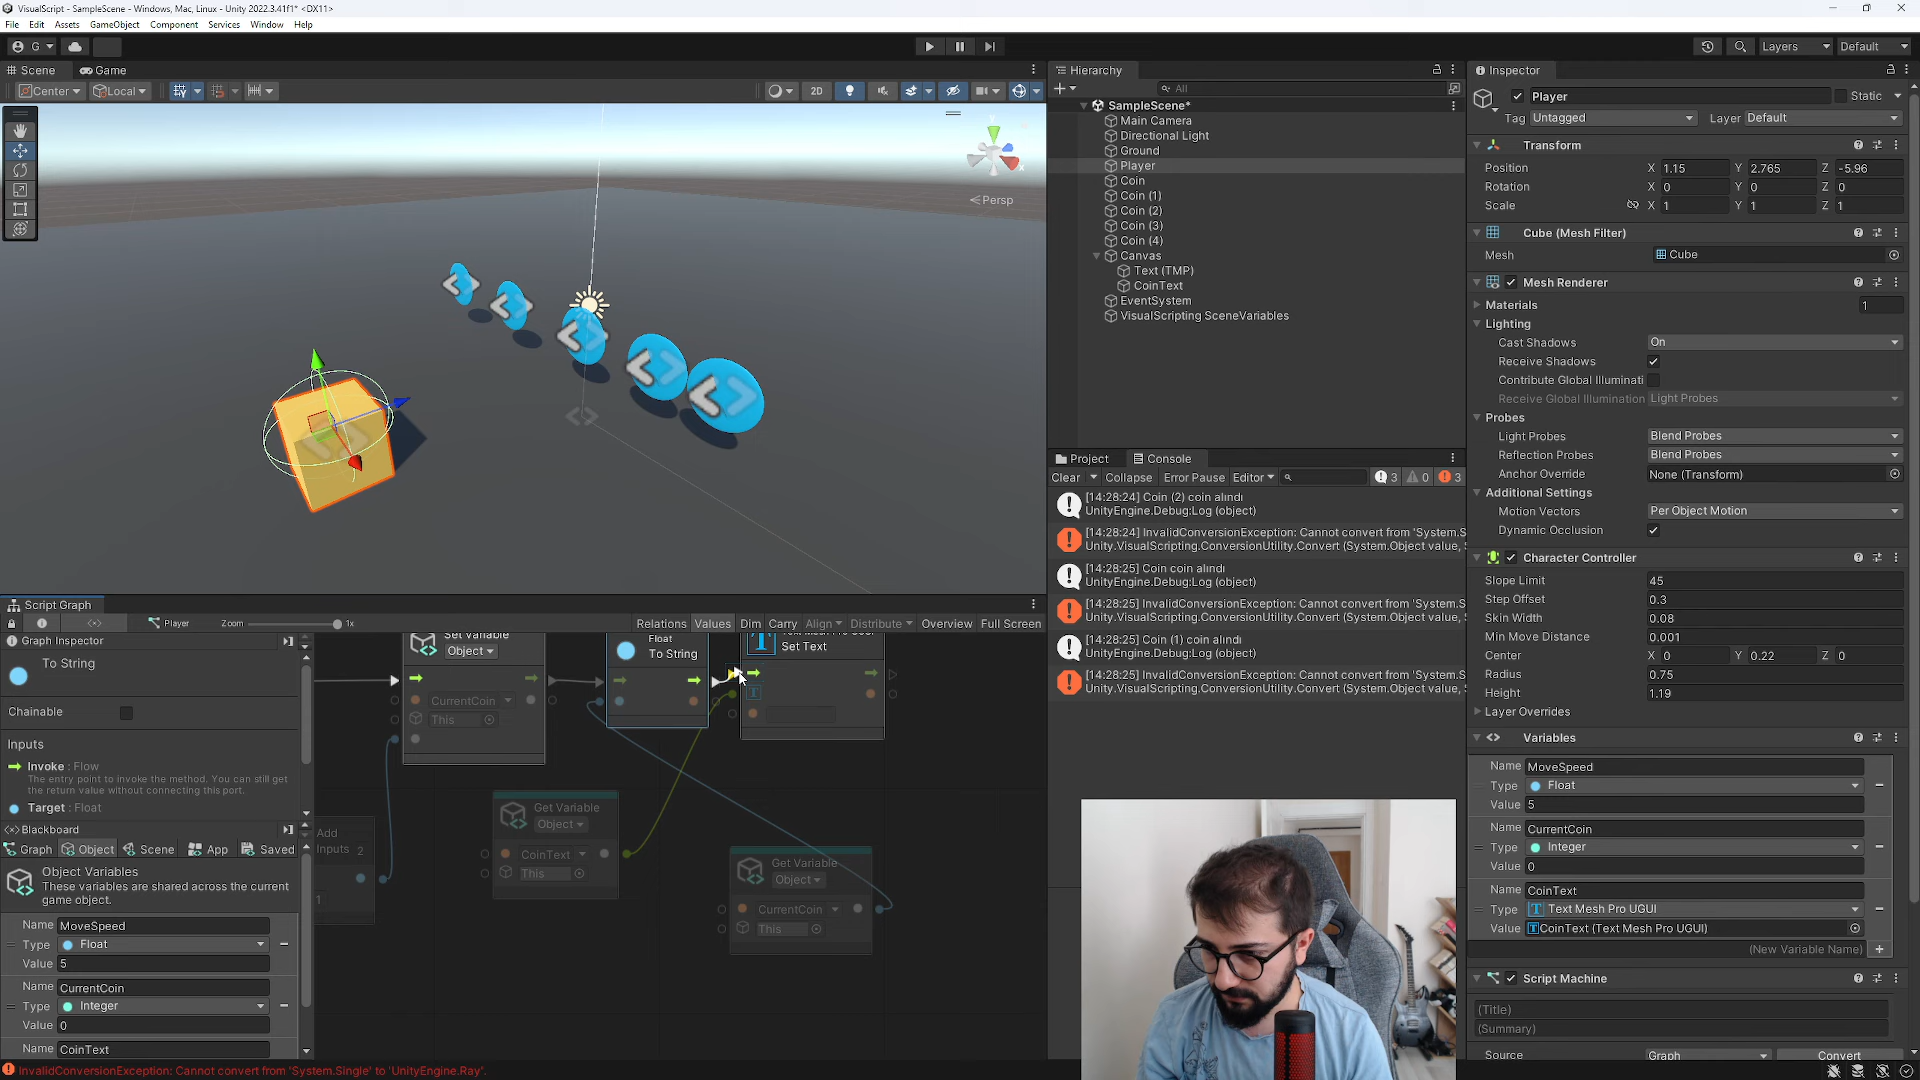 VisualScript - SampleScene - Windows, Mac, Linux - Unity 2022.3.41f1* <DX11>
File Edit Assets GameObject Component Services Window Help
G
Layers
Default
Scene
Game
Center
Local
2D
Persp
Hierarchy
All
SampleScene*
Main Camera
Directional Light
Ground
Player
Coin
Coin (1)
Coin (2)
Coin (3)
Coin (4)
Canvas
Text (TMP)
CoinText
EventSystem
VisualScripting SceneVariables
Project
Console
Clear Collapse Error Pause Editor
3 0 3
[14:28:24] Coin (2) coin alındı
UnityEngine.Debug:Log (object)
[14:28:24] InvalidConversionException: Cannot convert from 'System.S
Unity.VisualScripting.ConversionUtility.Convert (System.Object value,
[14:28:25] Coin coin alındı
UnityEngine.Debug:Log (object)
[14:28:25] InvalidConversionException: Cannot convert from 'System.S
Unity.VisualScripting.ConversionUtility.Convert (System.Object value,
[14:28:25] Coin (1) coin alındı
UnityEngine.Debug:Log (object)
[14:28:25] InvalidConversionException: Cannot convert from 'System.S
Unity.VisualScripting.ConversionUtility.Convert (System.Object value,
Inspector
Player
Static
Tag Untagged
Layer Default
Transform
Position X 1.15 Y 2.765 Z -5.96
Rotation X 0 Y 0 Z 0
Scale X 1 Y 1 Z 1
Cube (Mesh Filter)
Mesh Cube
Mesh Renderer
Materials 1
Lighting
Cast Shadows On
Receive Shadows
Contribute Global Illuminati
Receive Global Illumination Light Probes
Probes
Light Probes Blend Probes
Reflection Probes Blend Probes
Anchor Override None (Transform)
Additional Settings
Motion Vectors Per Object Motion
Dynamic Occlusion
Character Controller
Slope Limit 45
Step Offset 0.3
Skin Width 0.08
Min Move Distance 0.001
Center X 0 Y 0.22 Z 0
Radius 0.75
Height 1.19
Layer Overrides
Variables
Name MoveSpeed
Type Float
Value 5
Name CurrentCoin
Type Integer
Value 0
Name CoinText
Type Text Mesh Pro UGUI
Value CoinText (Text Mesh Pro UGUI)
(New Variable Name)
Script Machine
(Title)
(Summary)
Source Graph Convert
Script Graph
Player
Zoom 1x
Relations Values Dim Carry Align Distribute Overview Full Screen
Graph Inspector
To String
Chainable
Inputs
Invoke : Flow
The entry point to invoke the method. You can still get
the return value without connecting this port.
Target : Float
Blackboard
Graph Object Scene App Saved
Object Variables
These variables are shared across the current
game object.
Name MoveSpeed
Type Float
Value 5
Name CurrentCoin
Type Integer
Value 0
Name CoinText
Set Variable
Object
CurrentCoin
This
Float
To String
Set Text
Add
Inputs 2
1
Get Variable
Object
CoinText
This
Get Variable
Object
CurrentCoin
This
InvalidConversionException: Cannot convert from 'System.Single' to 'UnityEngine.Ray'.